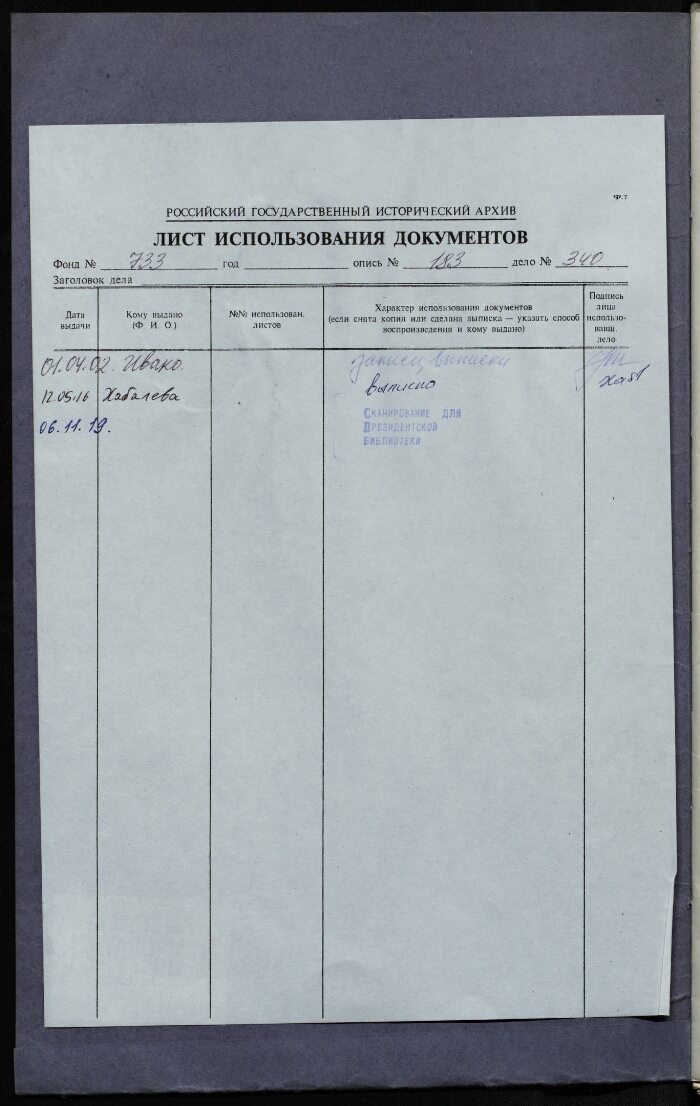 Ф.7
РОССИЙСКИЙ ГОСУДАРСТВЕННЫЙ ИСТОРИЧЕСКИЙ АРХИВ
ЛИСТ ИСПОЛЬЗОВАНИЯ ДОКУМЕНТОВ
Фонд № 733 год опись № 193 дело № 340
Заголовок дела
Дата
выдачи
Кому выдано
(Ф. И. О.)
№№ использован.
листов
Характер использования документов
(если снята копия или сделана выписка — указать способ
воспроизведения и кому выдано)
Подпись
лица
использо-
вавш.
дело
01.04.02. Ивако.
выписки
12.05.16 Хабалева
06.11.19.
Сканирование для
Президентской
библиотеки